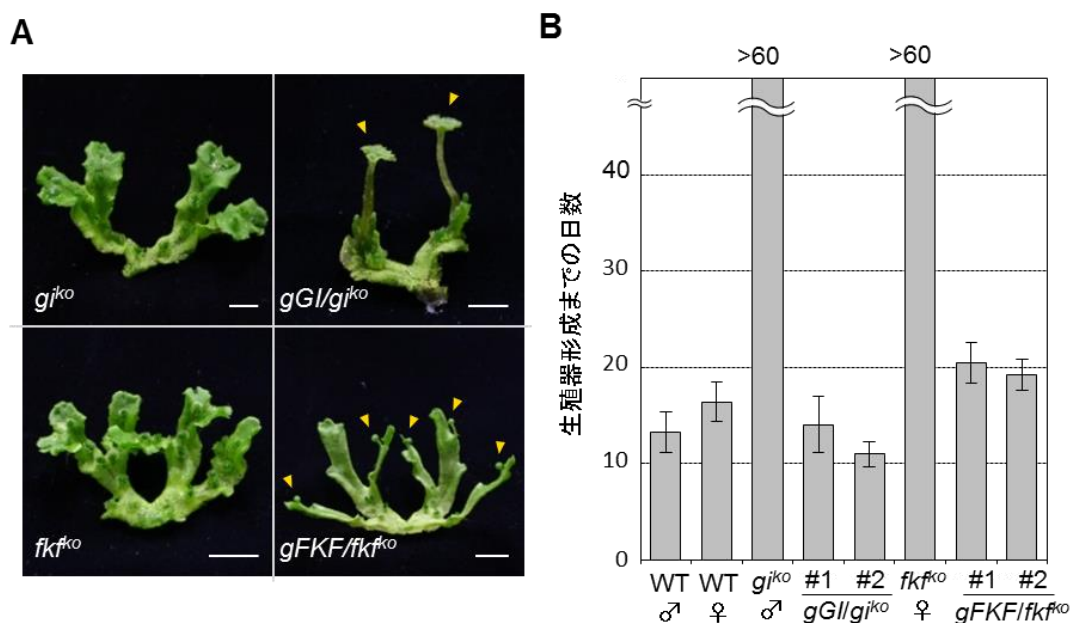 A
gi^ko
gGI/gi^ko
fkf^ko
gFKF/fkf^ko
B
>60 >60
生殖器形成までの日数
40
30
20
10
0
WT WT gi^ko #1 #2 fkf^ko #1 #2
♂ ♀ ♂ gGI/gi^ko ♀ gFKF/fkf^ko